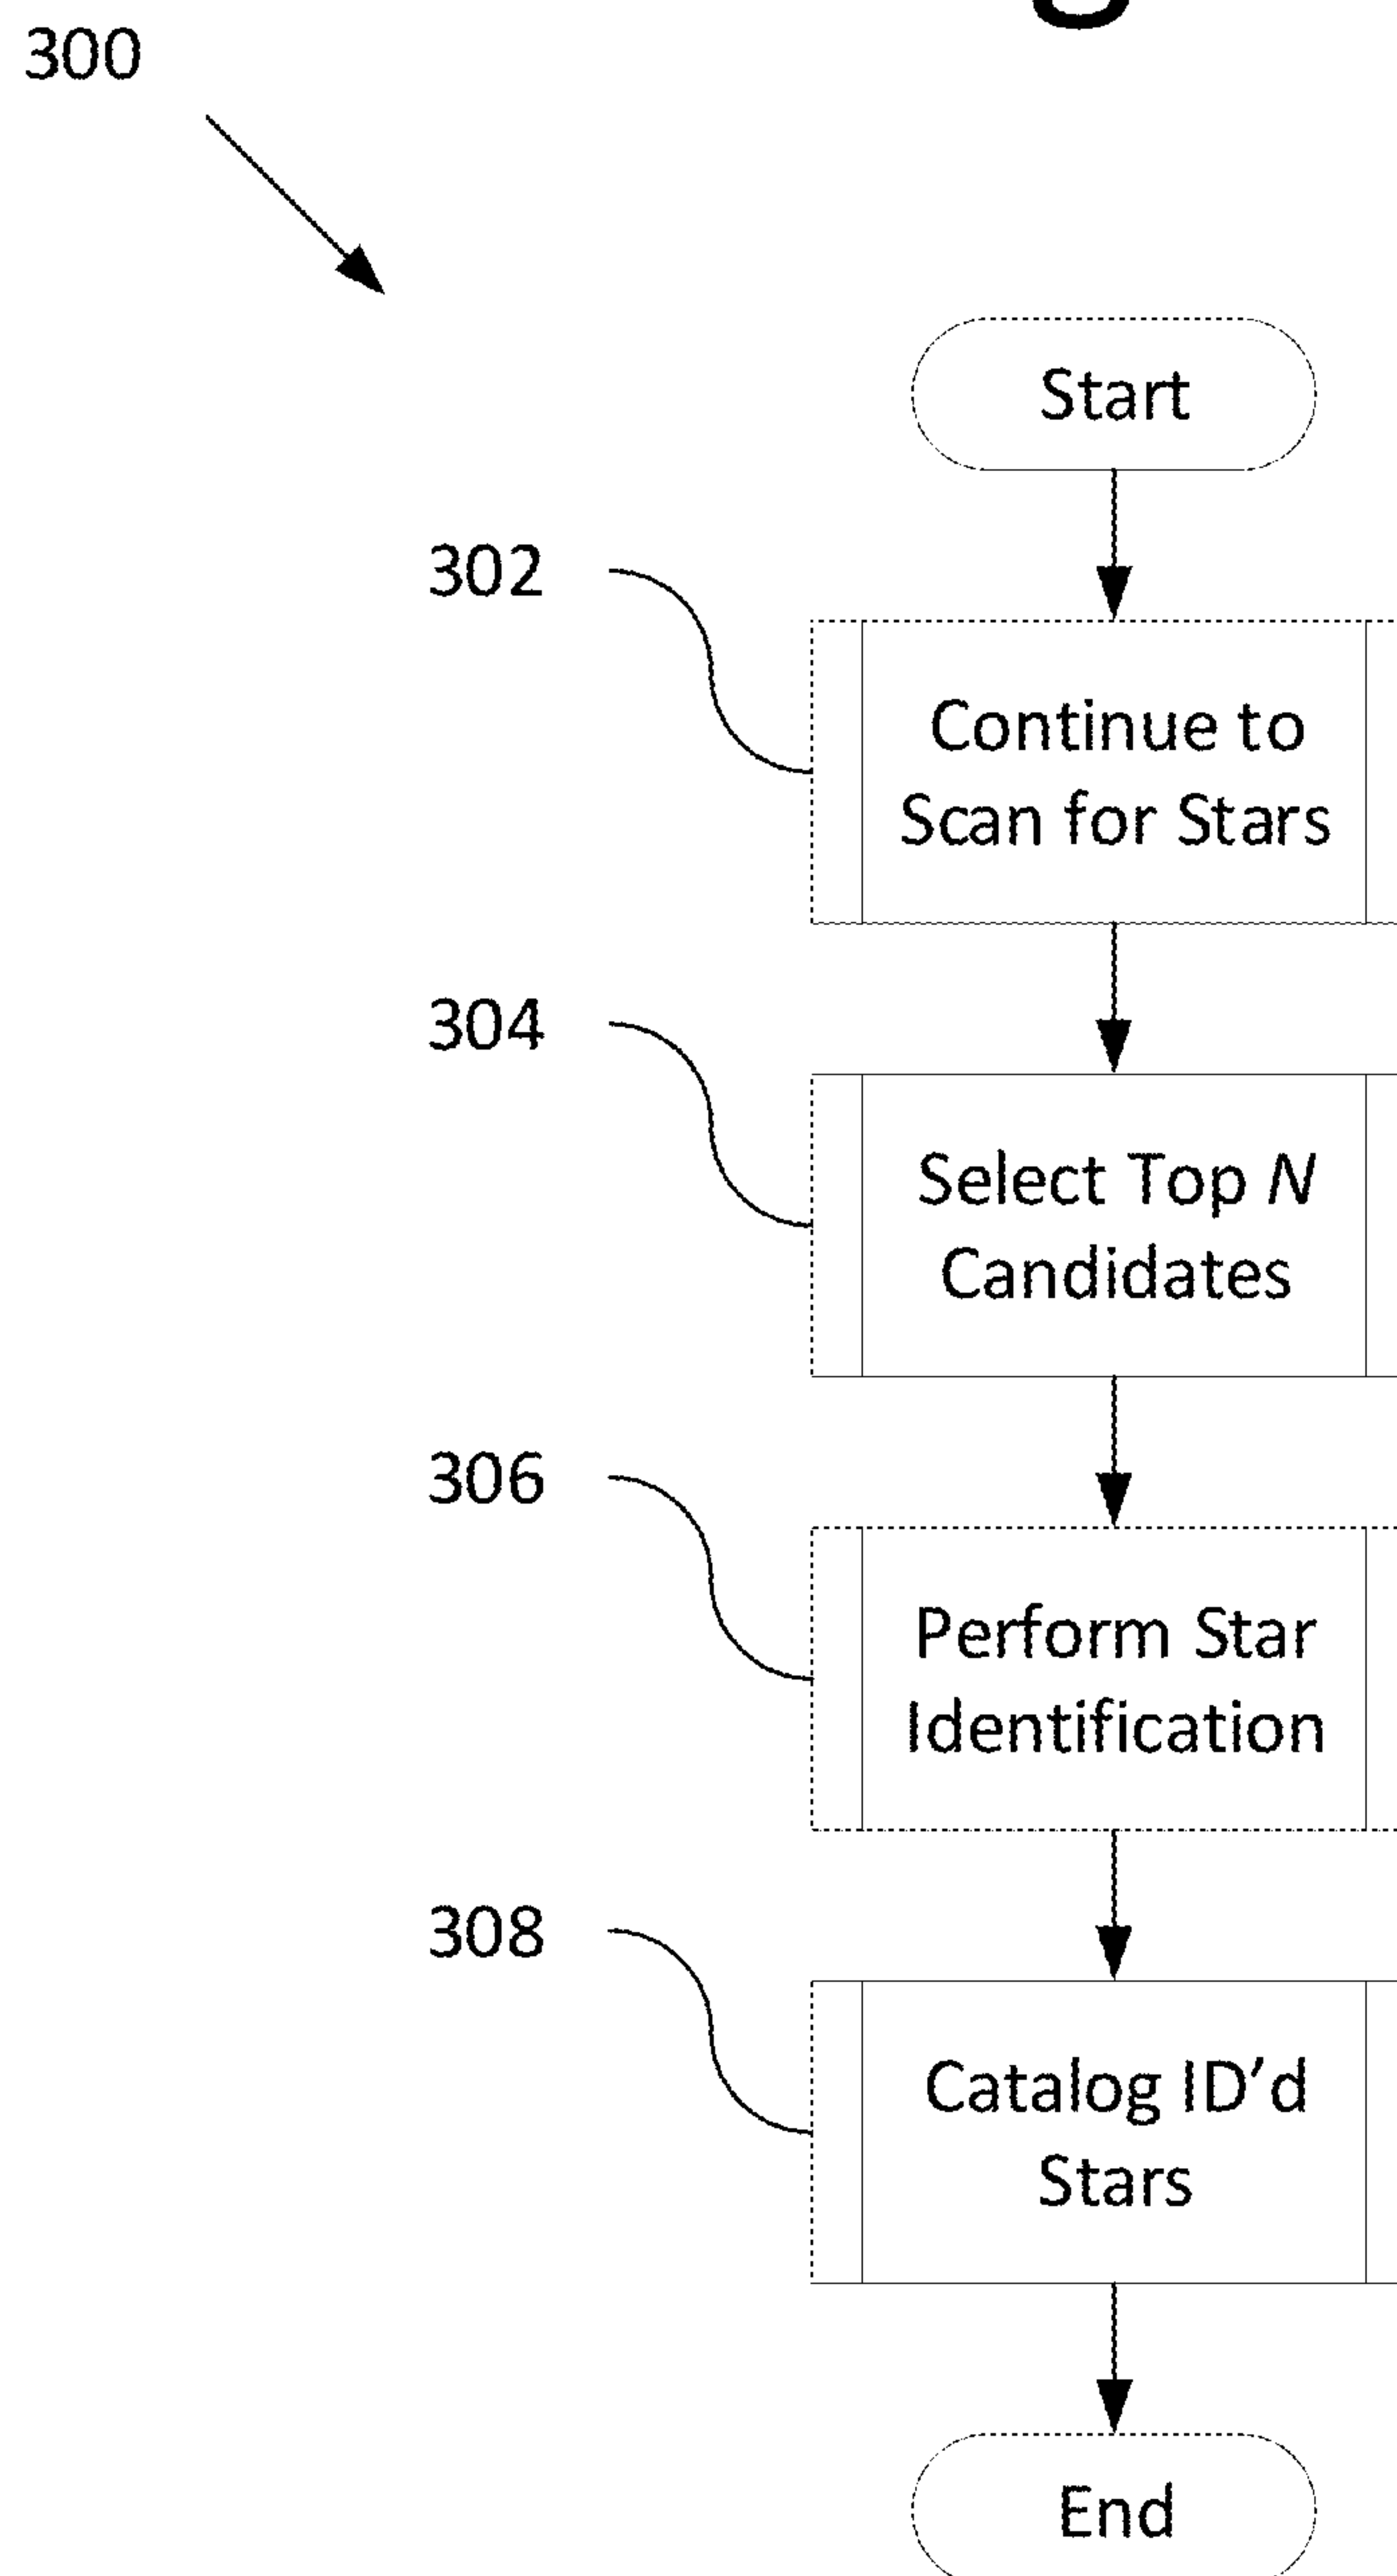 300
Start
302
Continue to
Scan for Stars
304
Select Top N
Candidates
306
Perform Star
Identification
308
Catalog ID’d
Stars
End